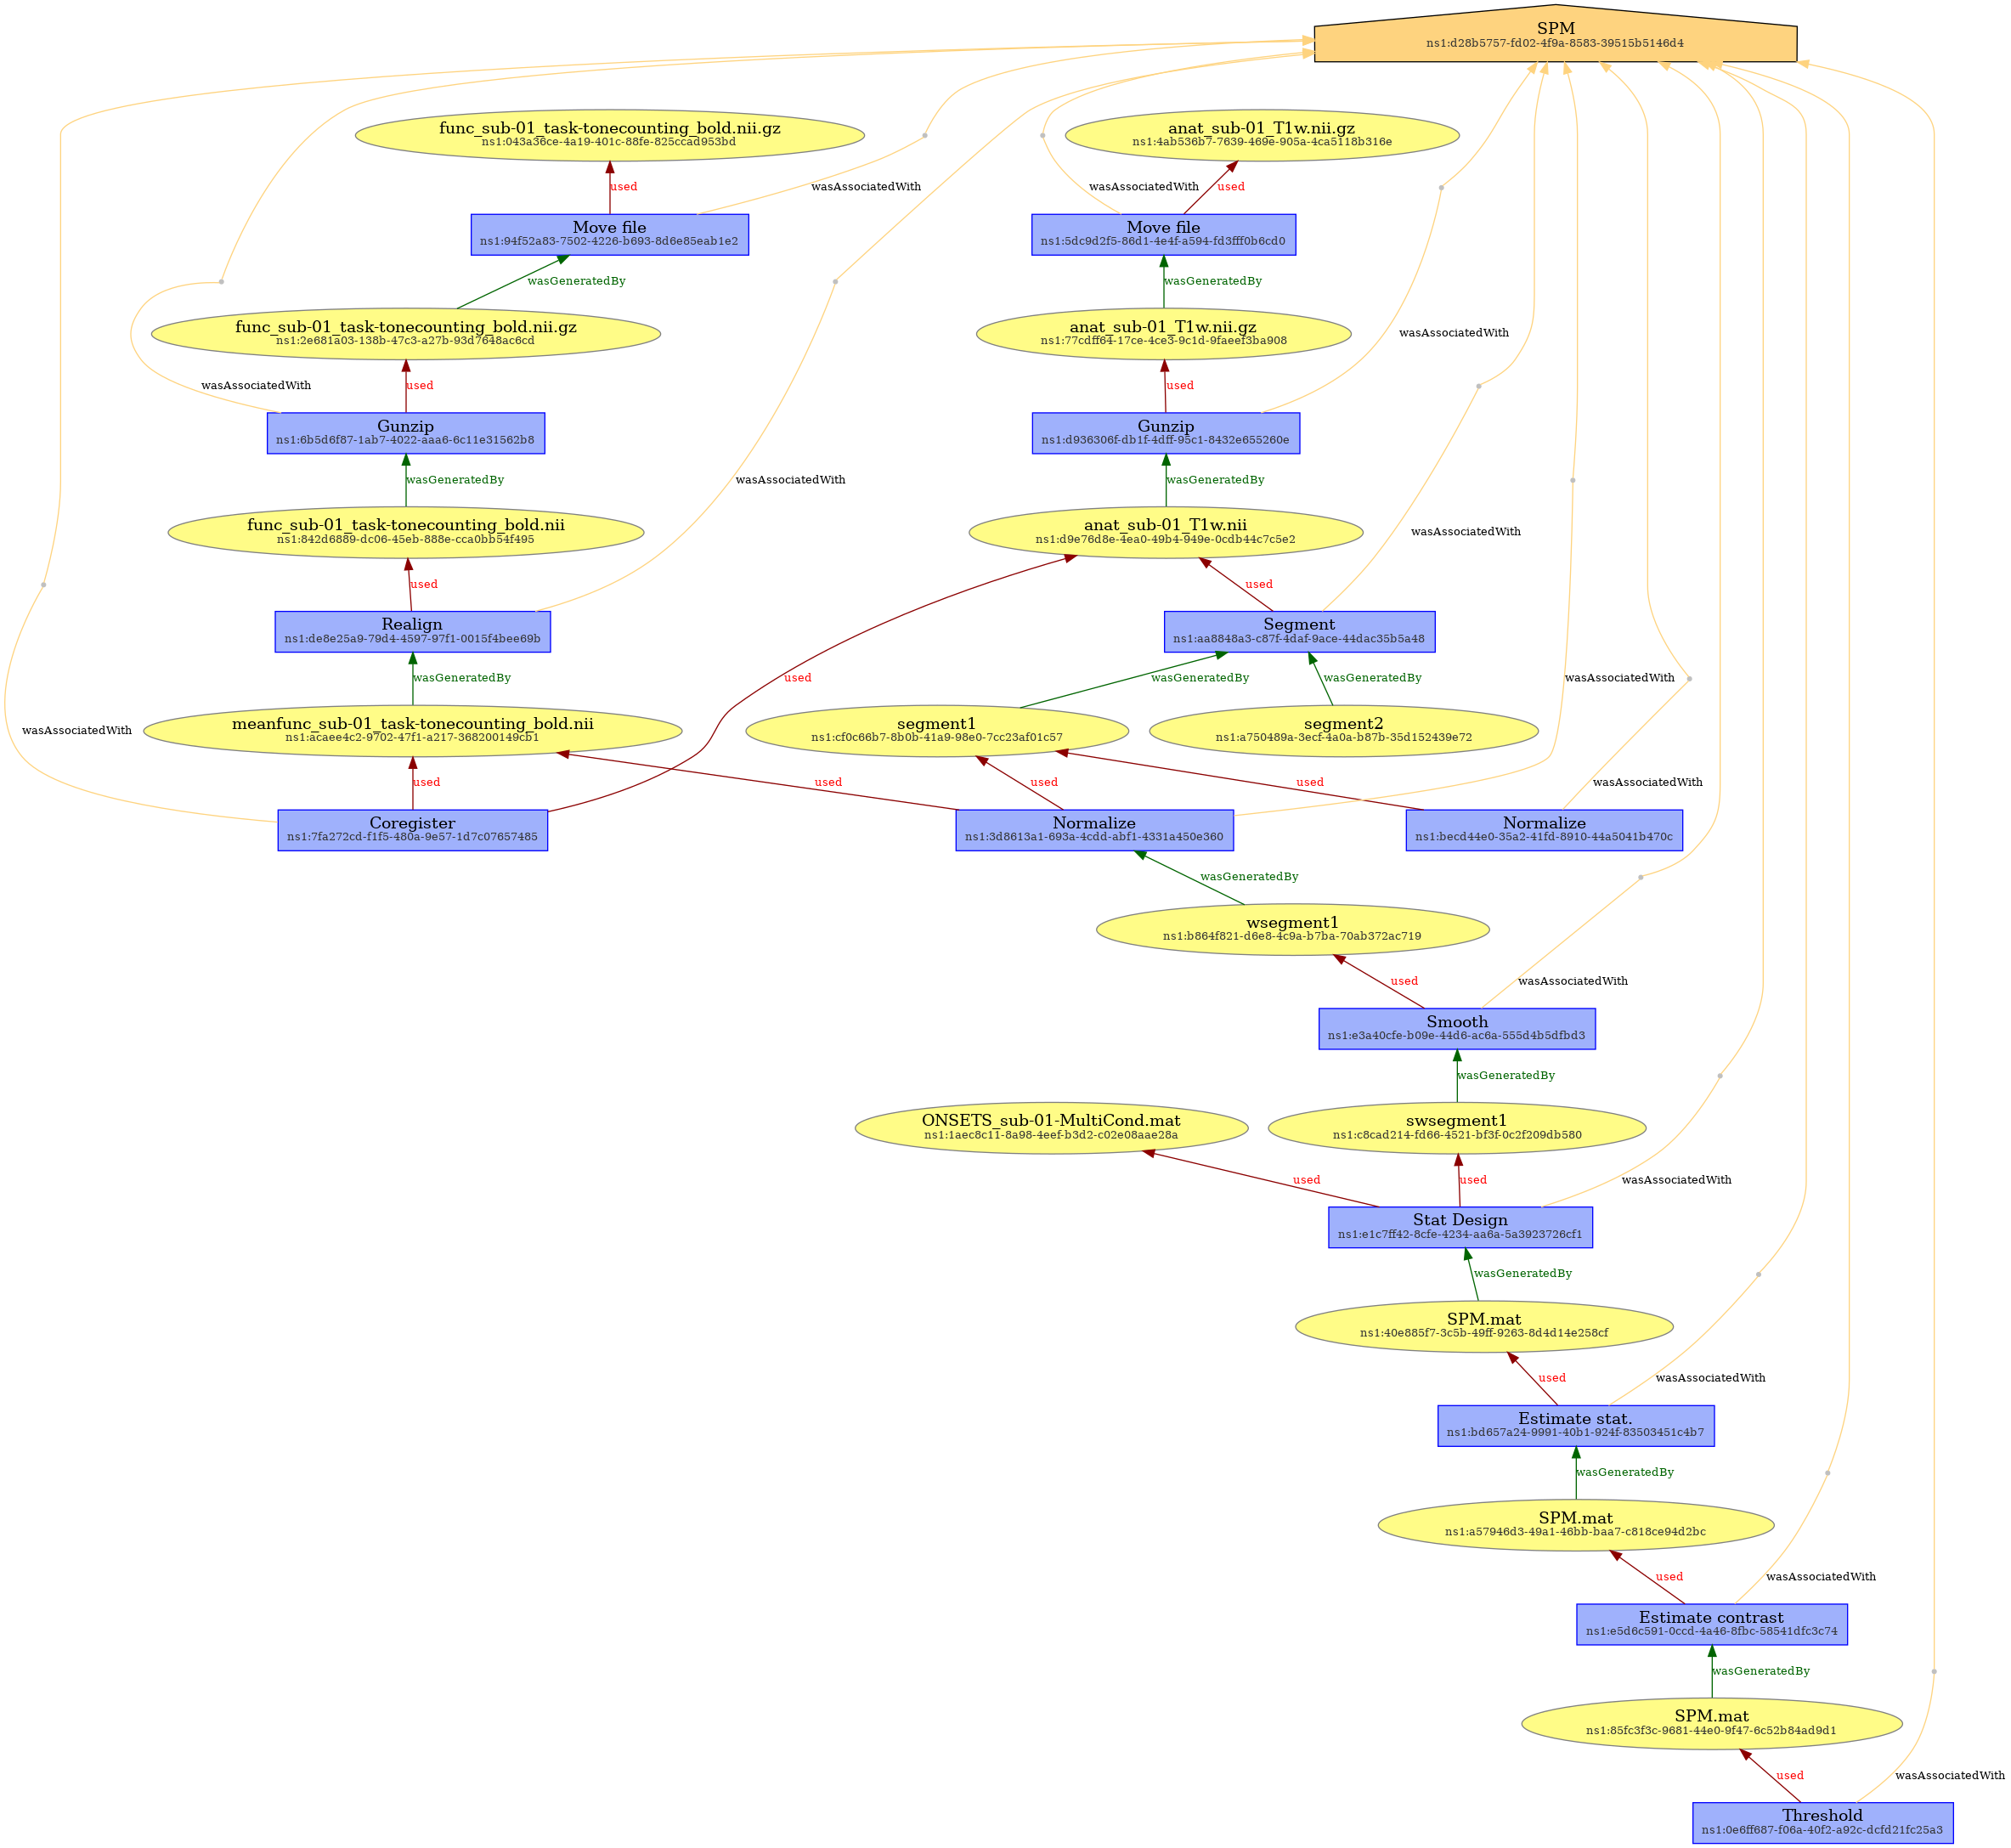 SPM
ns1:d28b5757-fd02-4f9a-8583-39515b5146d4
func_sub-01_task-tonecounting_bold.nii.gz
ns1:043a36ce-4a19-401c-88fe-825ccad953bd
anat_sub-01_T1w.nii.gz
ns1:4ab536b7-7639-469e-905a-4ca5118b316e
used
wasAssociatedWith
wasAssociatedWith
used
Move file
ns1:94f52a83-7502-4226-b693-8d6e85eab1e2
Move file
ns1:5dc9d2f5-86d1-4e4f-a594-fd3fff0b6cd0
wasGeneratedBy
wasGeneratedBy
func_sub-01_task-tonecounting_bold.nii.gz
ns1:2e681a03-138b-47c3-a27b-93d7648ac6cd
anat_sub-01_T1w.nii.gz
ns1:77cdff64-17ce-4ce3-9c1d-9faeef3ba908
wasAssociatedWith
wasAssociatedWith
used
used
Gunzip
ns1:6b5d6f87-1ab7-4022-aaa6-6c11e31562b8
Gunzip
ns1:d936306f-db1f-4dff-95c1-8432e655260e
wasGeneratedBy
wasAssociatedWith
wasGeneratedBy
func_sub-01_task-tonecounting_bold.nii
ns1:842d6889-dc06-45eb-888e-cca0bb54f495
anat_sub-01_T1w.nii
ns1:d9e76d8e-4ea0-49b4-949e-0cdb44c7c5e2
wasAssociatedWith
used
used
Realign
ns1:de8e25a9-79d4-4597-97f1-0015f4bee69b
Segment
ns1:aa8848a3-c87f-4daf-9ace-44dac35b5a48
wasGeneratedBy
used
wasGeneratedBy
wasGeneratedBy
wasAssociatedWith
meanfunc_sub-01_task-tonecounting_bold.nii
ns1:acaee4c2-9702-47f1-a217-368200149cb1
segment1
ns1:cf0c66b7-8b0b-41a9-98e0-7cc23af01c57
segment2
ns1:a750489a-3ecf-4a0a-b87b-35d152439e72
wasAssociatedWith
used
used
used
used
wasAssociatedWith
Coregister
ns1:7fa272cd-f1f5-480a-9e57-1d7c07657485
Normalize
ns1:3d8613a1-693a-4cdd-abf1-4331a450e360
Normalize
ns1:becd44e0-35a2-41fd-8910-44a5041b470c
wasGeneratedBy
wsegment1
ns1:b864f821-d6e8-4c9a-b7ba-70ab372ac719
used
wasAssociatedWith
Smooth
ns1:e3a40cfe-b09e-44d6-ac6a-555d4b5dfbd3
wasGeneratedBy
ONSETS_sub-01-MultiCond.mat
ns1:1aec8c11-8a98-4eef-b3d2-c02e08aae28a
swsegment1
ns1:c8cad214-fd66-4521-bf3f-0c2f209db580
used
used
wasAssociatedWith
Stat Design
ns1:e1c7ff42-8cfe-4234-aa6a-5a3923726cf1
wasGeneratedBy
SPM.mat
ns1:40e885f7-3c5b-49ff-9263-8d4d14e258cf
used
wasAssociatedWith
Estimate stat.
ns1:bd657a24-9991-40b1-924f-83503451c4b7
wasGeneratedBy
SPM.mat
ns1:a57946d3-49a1-46bb-baa7-c818ce94d2bc
used
wasAssociatedWith
Estimate contrast
ns1:e5d6c591-0ccd-4a46-8fbc-58541dfc3c74
wasGeneratedBy
SPM.mat
ns1:85fc3f3c-9681-44e0-9f47-6c52b84ad9d1
used
wasAssociatedWith
Threshold
ns1:0e6ff687-f06a-40f2-a92c-dcfd21fc25a3